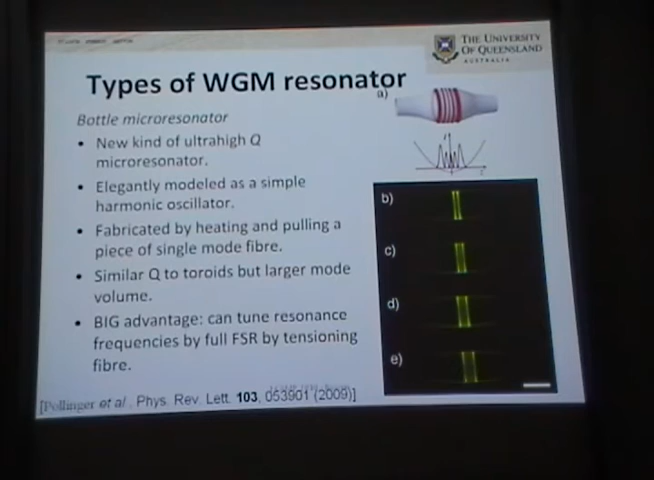 THE UNIVERSITY
OF QUEENSLAND
AUSTRALIA
Types of WGM resonator
a)
Bottle microresonator
• New kind of ultrahigh Q
microresonator.
• Elegantly modeled as a simple
harmonic oscillator.
• Fabricated by heating and pulling a
piece of single mode fibre.
• Similar Q to toroids but larger mode
volume.
• BIG advantage: can tune resonance
frequencies by full FSR by tensioning
fibre.
b)
c)
d)
e)
[Pollinger et al , Phys. Rev. Lett. 103, 053901 (2009)]